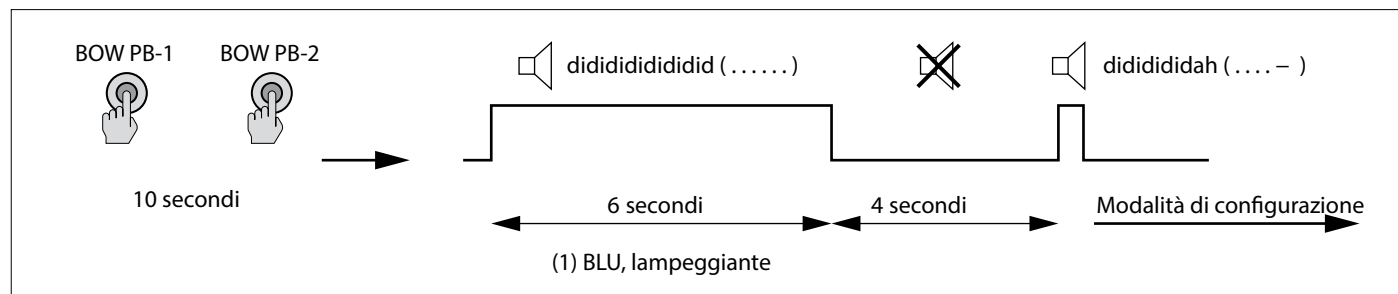 BOW PB-1 BOW PB-2
dididididididid ( . . . . . . )
dididididah ( . . . . – )
10 secondi
6 secondi
4 secondi
Modalità di configurazione
(1) BLU, lampeggiante